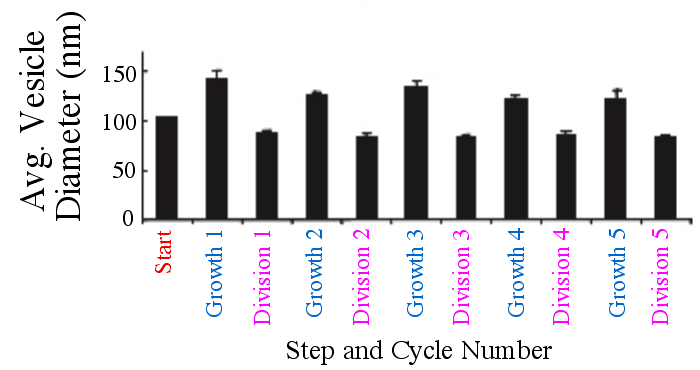 Avg. Vesicle
Diameter (nm)
150
100
50
0
Start
Growth 1
Division 1
Growth 2
Division 2
Growth 3
Division 3
Growth 4
Division 4
Growth 5
Division 5
Step and Cycle Number